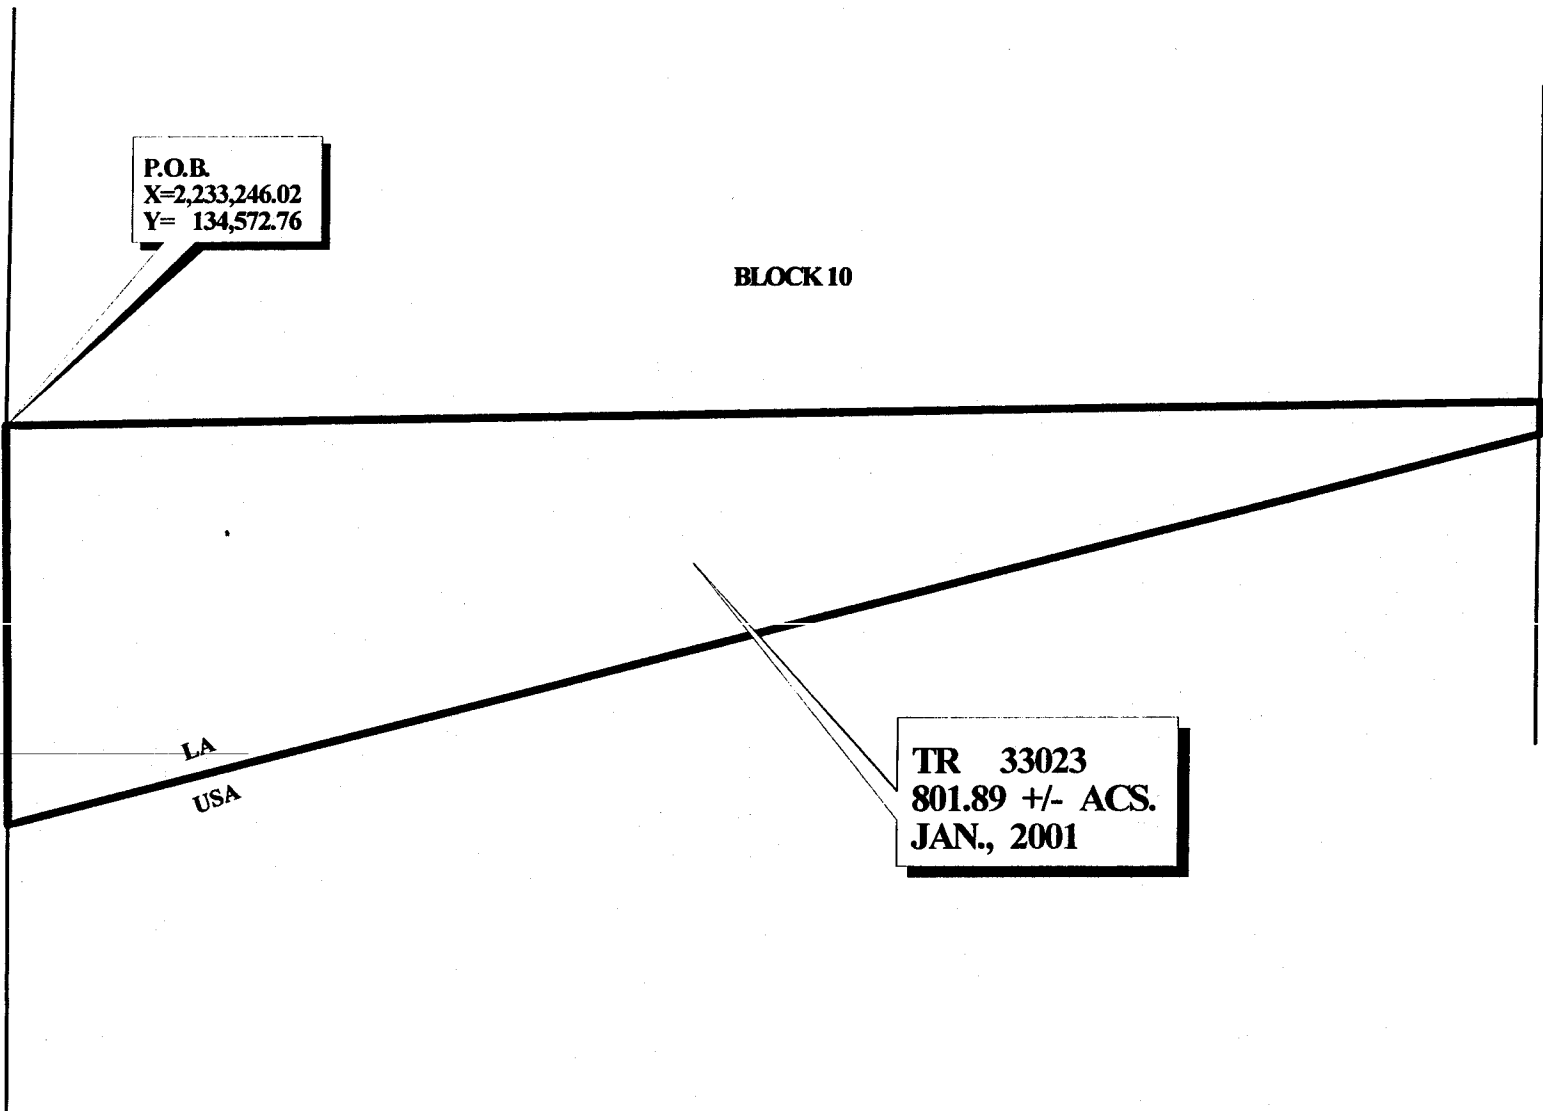 P.O.B.
X=2,233,246.02
Y= 134,572.76
BLOCK 10
LA
USA
TR 33023
801.89 +/- ACS.
JAN., 2001